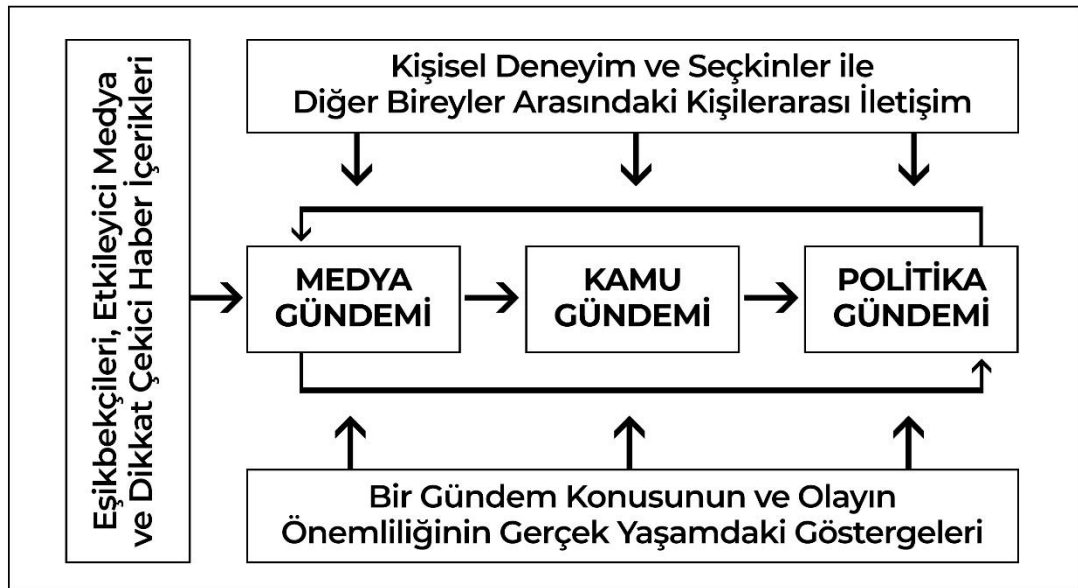 Eşikbekçileri, Etkileyici Medya
ve Dikkat Çekici Haber İçerikleri
Kişisel Deneyim ve Seçkinler ile
Diğer Bireyler Arasındaki Kişilerarası İletişim
MEDYA
GÜNDEMİ
KAMU
GÜNDEMİ
POLİTİKA
GÜNDEMİ
Bir Gündem Konusunun ve Olayın
Önemliliğinin Gerçek Yaşamdaki Göstergeleri